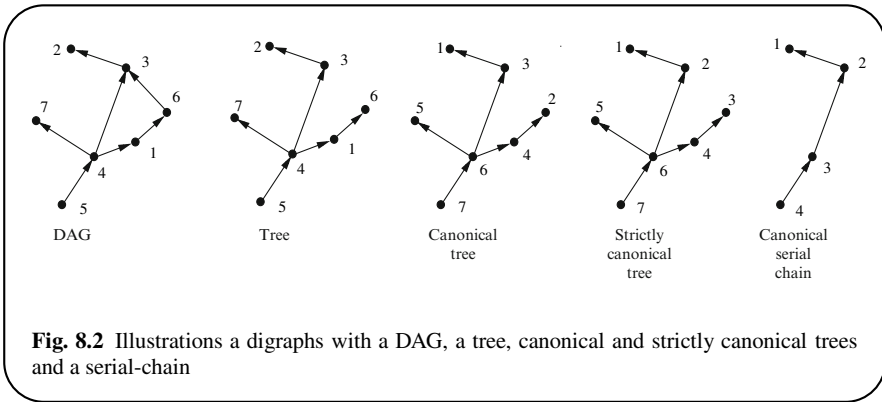 2
3
6
7
4
1
5
DAG
2
3
6
7
4
1
5
Tree
1
3
2
5
6
4
7
Canonical
tree
1
2
3
5
6
4
7
Strictly
canonical
tree
1
2
3
4
Canonical
serial
chain
Fig. 8.2 Illustrations a digraphs with a DAG, a tree, canonical and strictly canonical trees
and a serial-chain